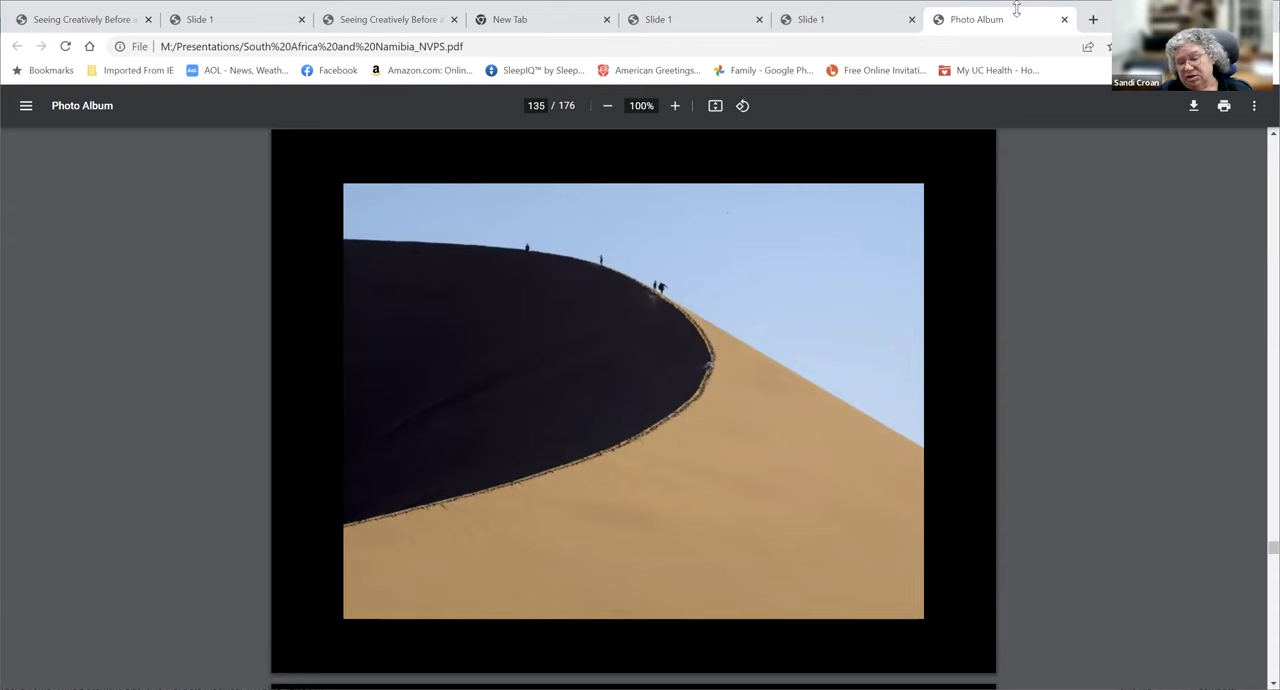 Seeing Creatively Before a
Slide 1
Seeing Creatively Before a
New Tab
Slide 1
Slide 1
Photo Album
File
M:/Presentations/South%20Africa%20and%20Namibia_NVPS.pdf
Bookmarks
Imported From IE
AOL - News, Weath...
Facebook
Amazon.com: Onlin...
SleepIQ™ by Sleep...
American Greetings...
Family - Google Ph...
Free Online Invitati...
My UC Health - Ho...
Sandi Croan
Photo Album
135 / 176
100%